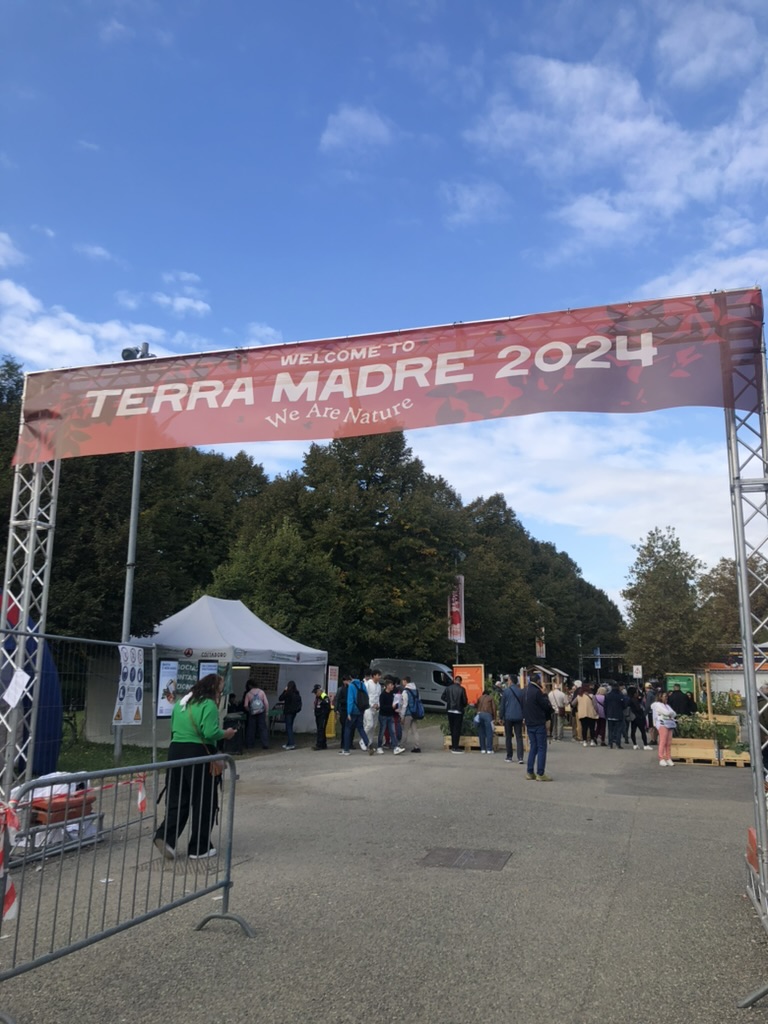 WELCOME TO
TERRA MADRE 2024
We Are Nature